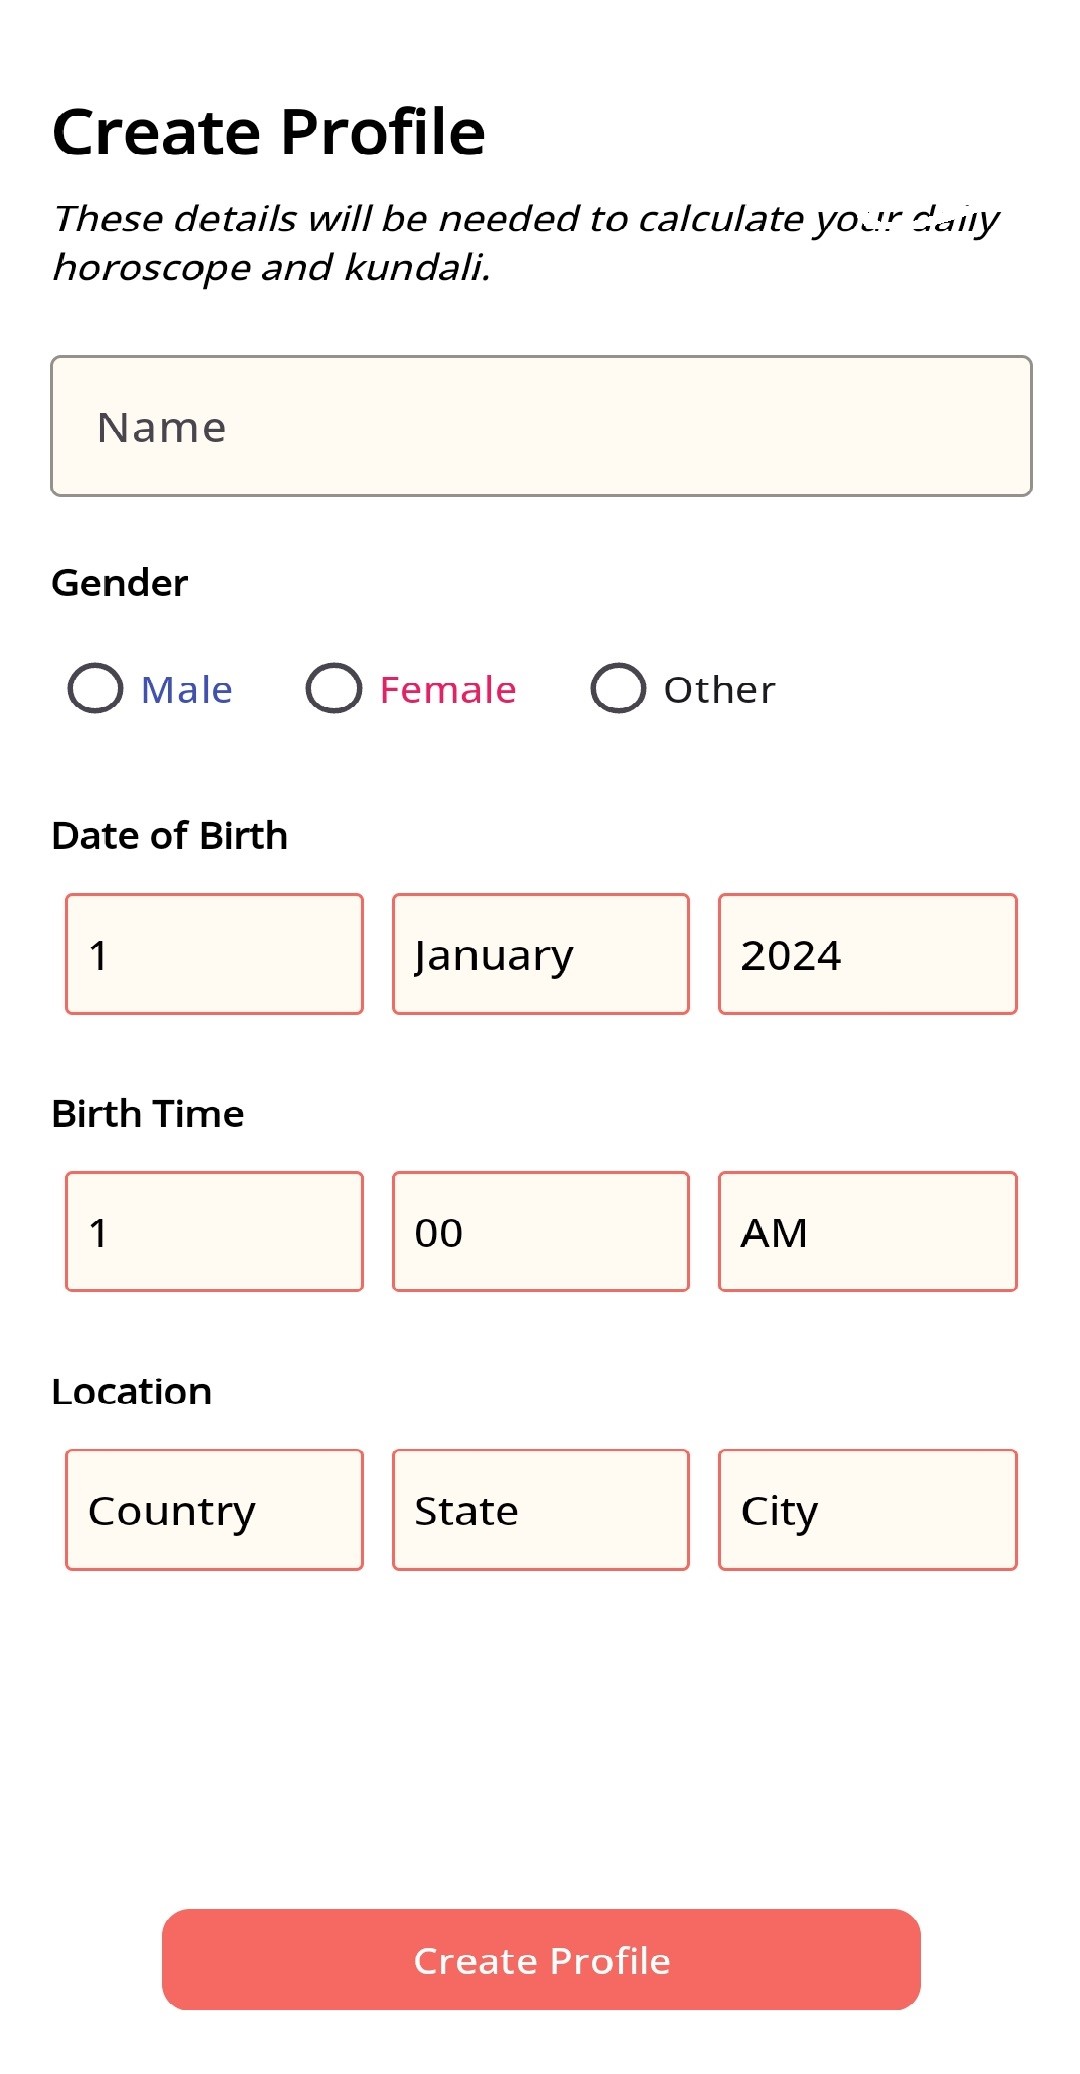 Create Profile
These details will be needed to calculate your daily
horoscope and kundali.
Name
Gender
Male Female Other
Date of Birth
1 January 2024
Birth Time
1 00 AM
Location
Country State City
Create Profile